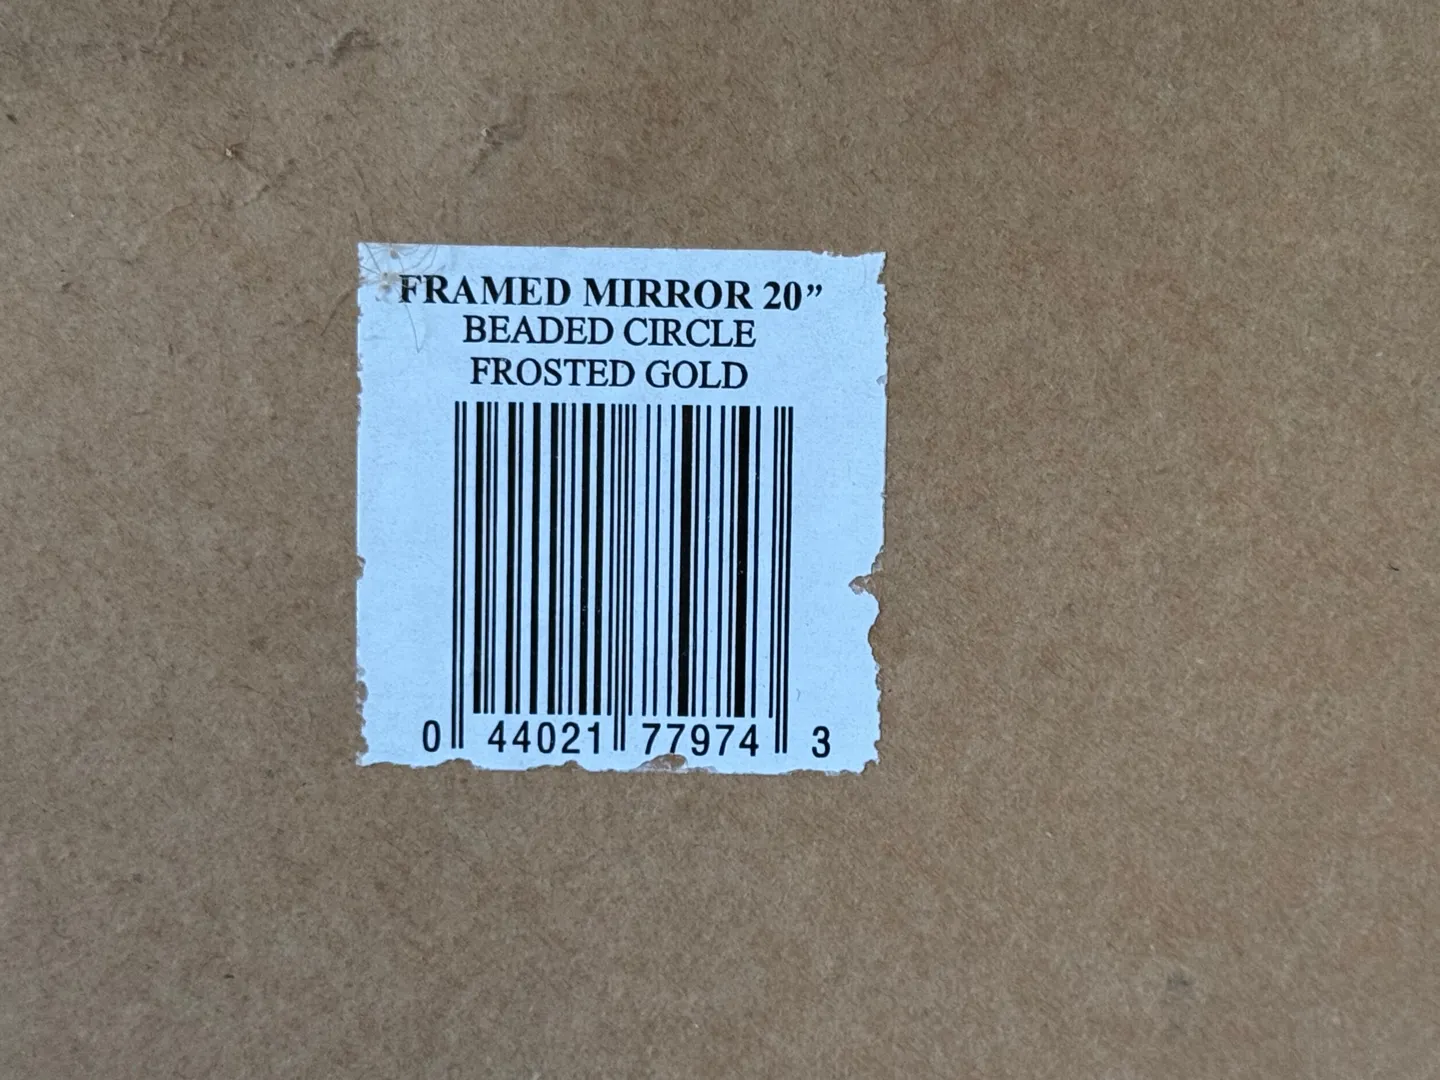 FRAMED MIRROR 20”
BEADED CIRCLE
FROSTED GOLD
0 44021 77974 3